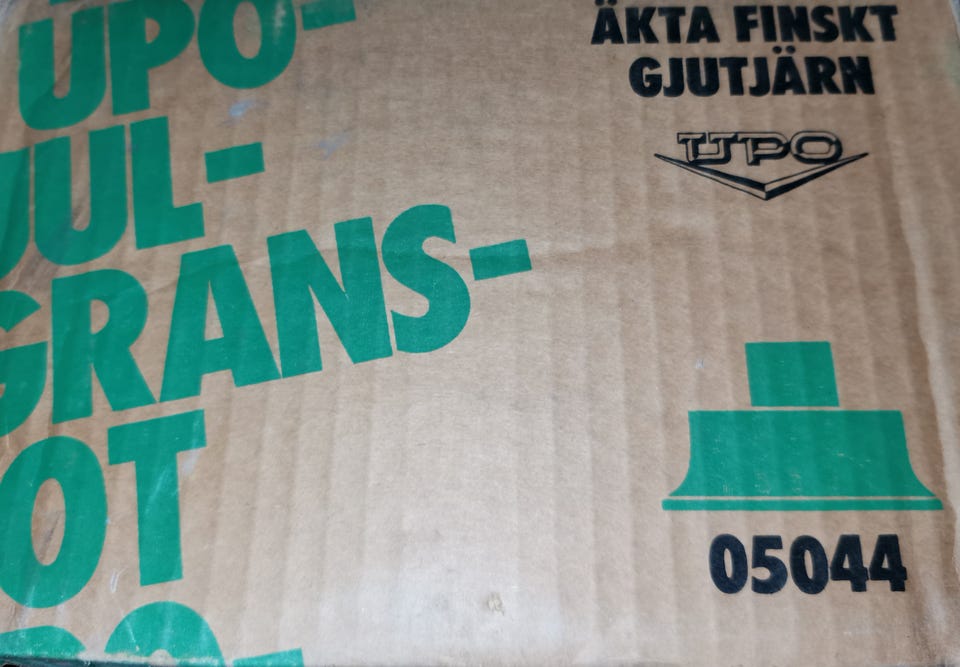 UPO-
JUL-
GRANS-
OT
ÄKTA FINSKT
GJUTJÄRN
UPO
05044